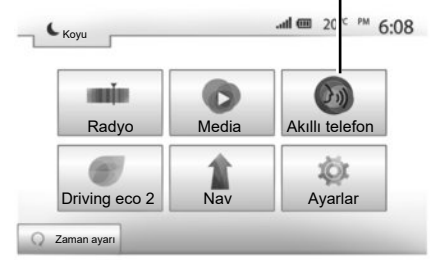 Koyu
20°C PM 6:08
Radyo
Media
Akıllı telefon
Driving eco 2
Nav
Ayarlar
Zaman ayarı